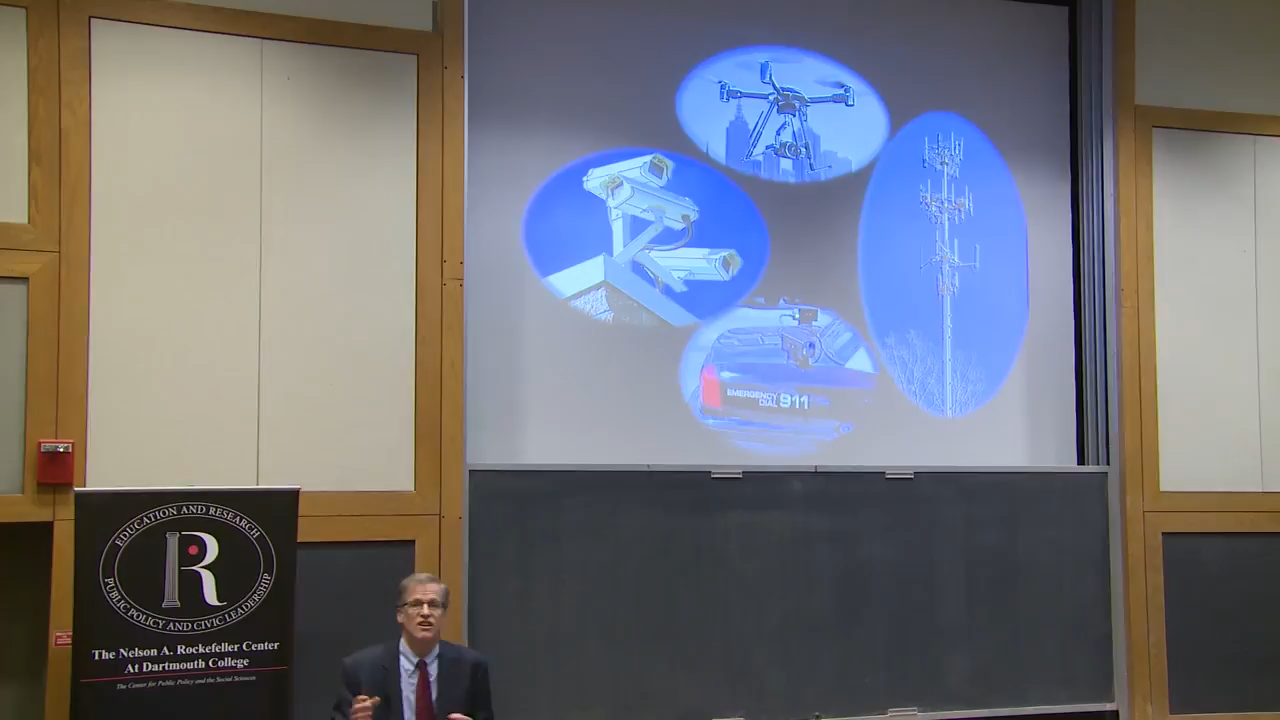 EMERGENCY
DIAL 911
EDUCATION AND RESEARCH
R
PUBLIC POLICY AND CIVIC LEADERSHIP
The Nelson A. Rockefeller Center
At Dartmouth College
The Center for Public Policy and the Social Sciences